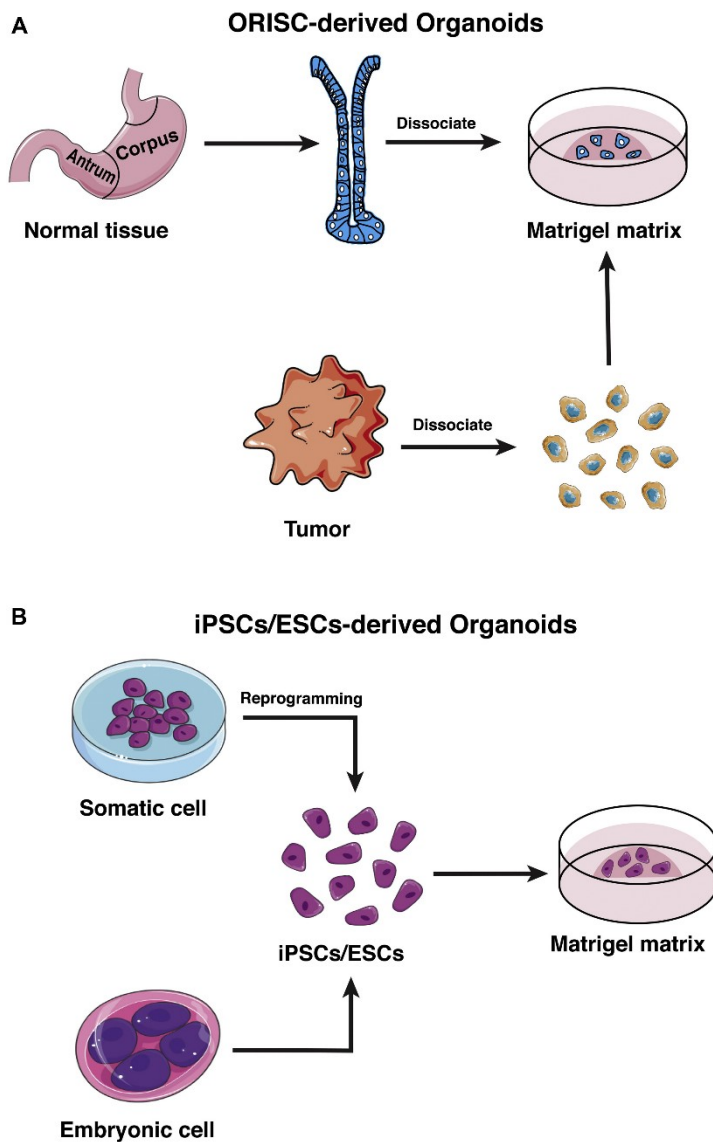 A
ORISC-derived Organoids
Antrum
Corpus
Dissociate
Normal tissue
Matrigel matrix
Dissociate
Tumor
B
iPSCs/ESCs-derived Organoids
Reprogramming
Somatic cell
iPSCs/ESCs
Matrigel matrix
Embryonic cell